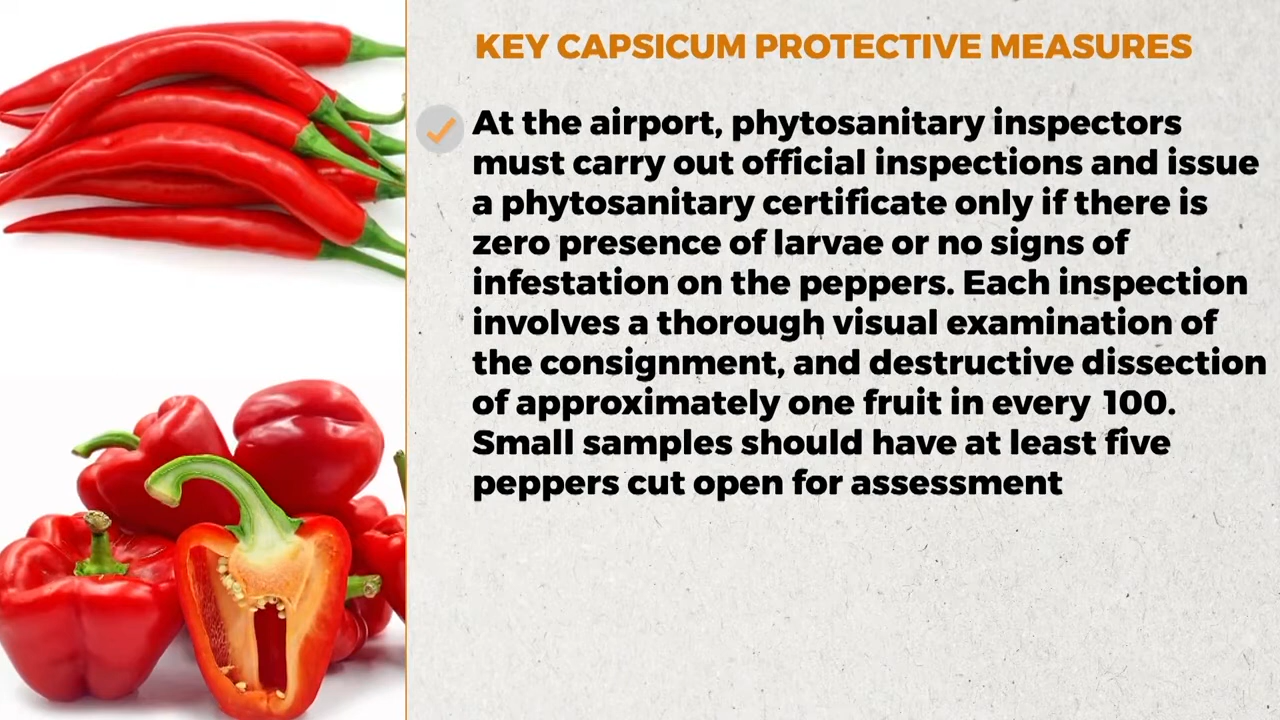 KEY CAPSICUM PROTECTIVE MEASURES
At the airport, phytosanitary inspectors
must carry out official inspections and issue
a phytosanitary certificate only if there is
zero presence of larvae or no signs of
infestation on the peppers. Each inspection
involves a thorough visual examination of
the consignment, and destructive dissection
of approximately one fruit in every 100.
Small samples should have at least five
peppers cut open for assessment